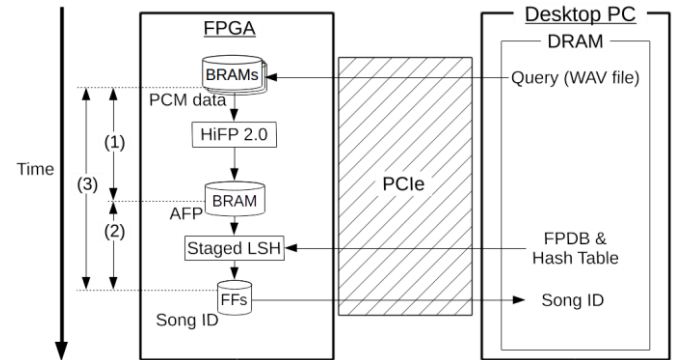 FPGA
Desktop PC
DRAM
BRAMs
Query (WAV file)
PCM data
(1)
HiFP 2.0
Time
(3)
PCIe
BRAM
AFP
(2)
FPDB &
Staged LSH
Hash Table
FFs
Song ID
Song ID